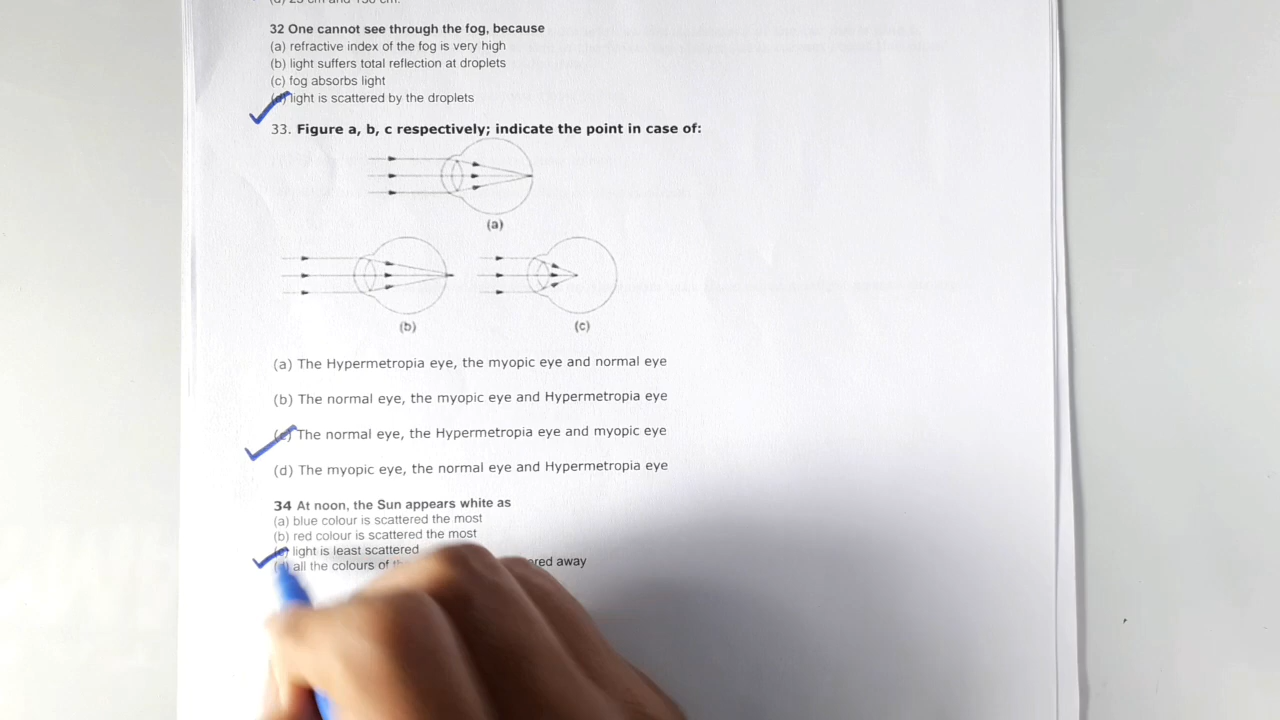 (d) 25 cm and 150 cm.
32 One cannot see through the fog, because
(a) refractive index of the fog is very high
(b) light suffers total reflection at droplets
(c) fog absorbs light
(d) light is scattered by the droplets
33. Figure a, b, c respectively; indicate the point in case of:
(a)
(b) (c)
(a) The Hypermetropia eye, the myopic eye and normal eye
(b) The normal eye, the myopic eye and Hypermetropia eye
(c) The normal eye, the Hypermetropia eye and myopic eye
(d) The myopic eye, the normal eye and Hypermetropia eye
34 At noon, the Sun appears white as
(a) blue colour is scattered the most
(b) red colour is scattered the most
(c) light is least scattered
(d) all the colours of away